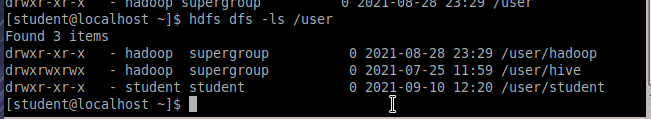 drwxr-xr-x   - hadoop supergroup          0 2021-08-28 23:29 /user
[student@localhost ~]$ hdfs dfs -ls /user
Found 3 items
drwxr-xr-x   - hadoop  supergroup          0 2021-08-28 23:29 /user/hadoop
drwxrwxrwx   - hadoop  supergroup          0 2021-07-25 11:59 /user/hive
drwxr-xr-x   - student student             0 2021-09-10 12:20 /user/student
[student@localhost ~]$